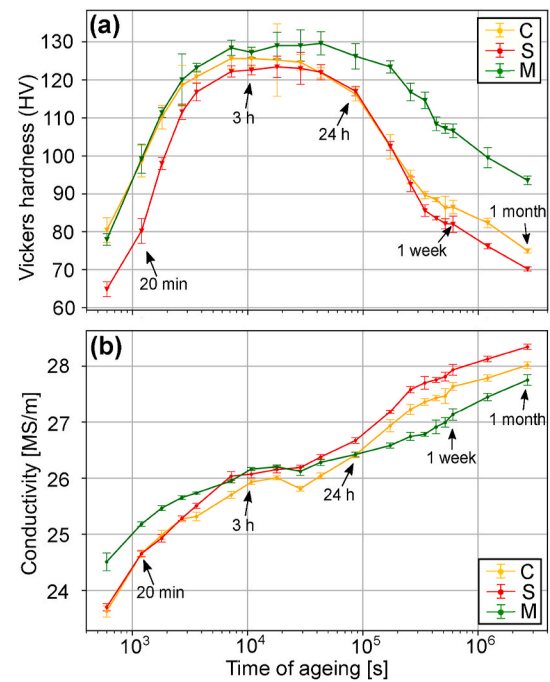 (a)
C
S
M
130
120
110
100
90
80
70
60
Vickers hardness (HV)
20 min
3 h
24 h
1 week
1 month
(b)
28
27
26
25
24
Conductivity [MS/m]
20 min
3 h
24 h
1 week
1 month
C
S
M
10³ 10⁴ 10⁵ 10⁶
Time of ageing [s]